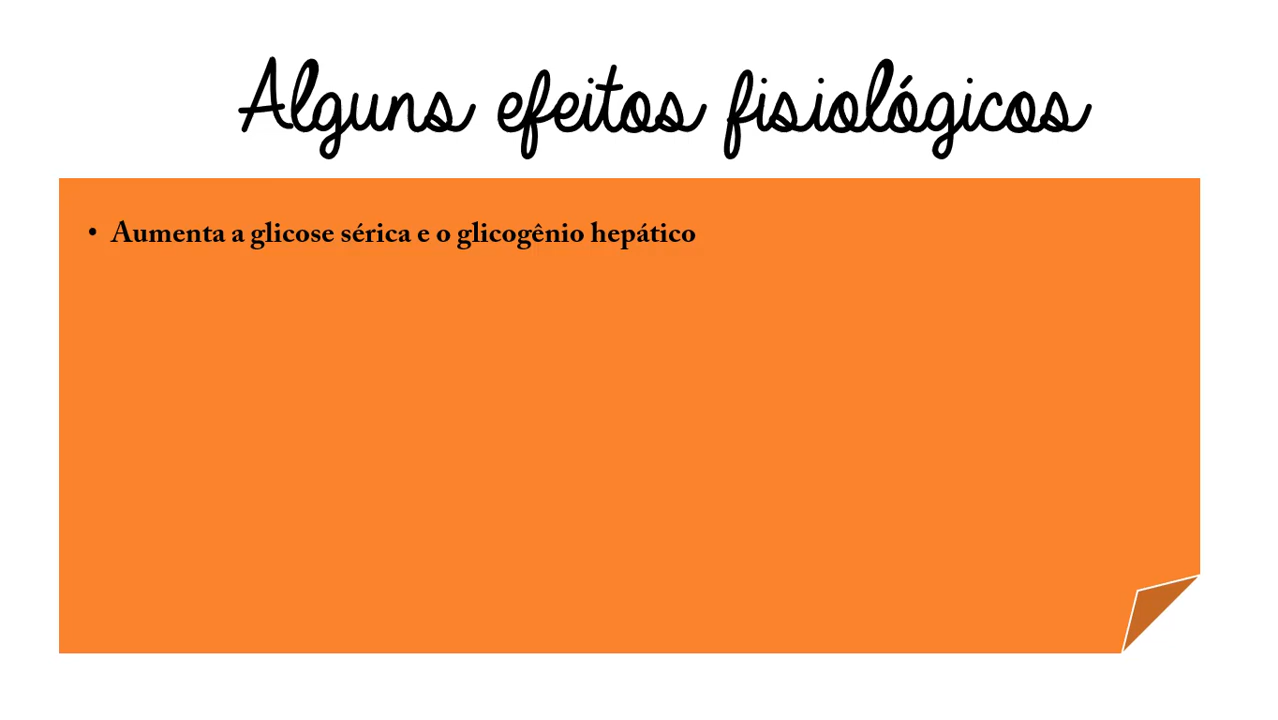 Alguns efeitos fisiológicos
• Aumenta a glicose sérica e o glicogênio hepático